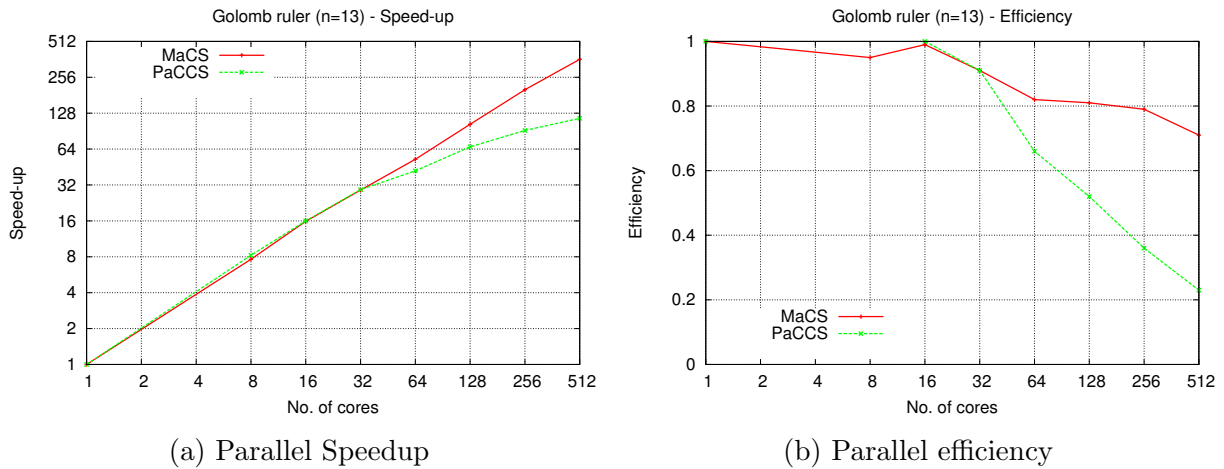 Golomb ruler (n=13) - Speed-up
MaCS
PaCCS
512
256
128
64
32
16
8
4
2
1
Speed-up
1 2 4 8 16 32 64 128 256 512
No. of cores
(a) Parallel Speedup
Golomb ruler (n=13) - Efficiency
1
0.8
0.6
0.4
0.2
0
Efficiency
MaCS
PaCCS
1 2 4 8 16 32 64 128 256 512
No. of cores
(b) Parallel efficiency